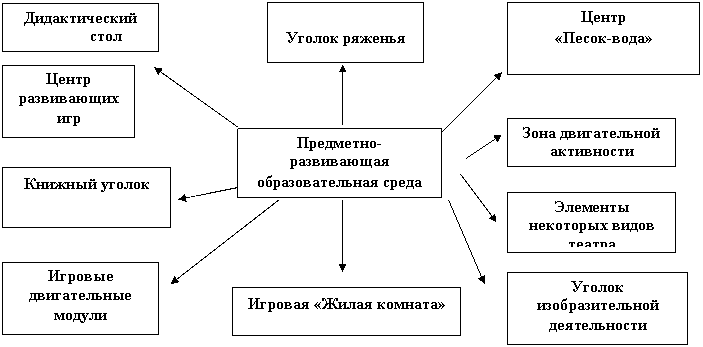 Дидактический
стол
Уголок ряженья
Центр
«Песок-вода»
Центр
развивающих
игр
Предметно-
развивающая
образовательная среда
Зона двигательной
активности
Книжный уголок
Элементы
некоторых видов
театра
Игровые
двигательные
модули
Игровая «Жилая комната»
Уголок
изобразительной
деятельности